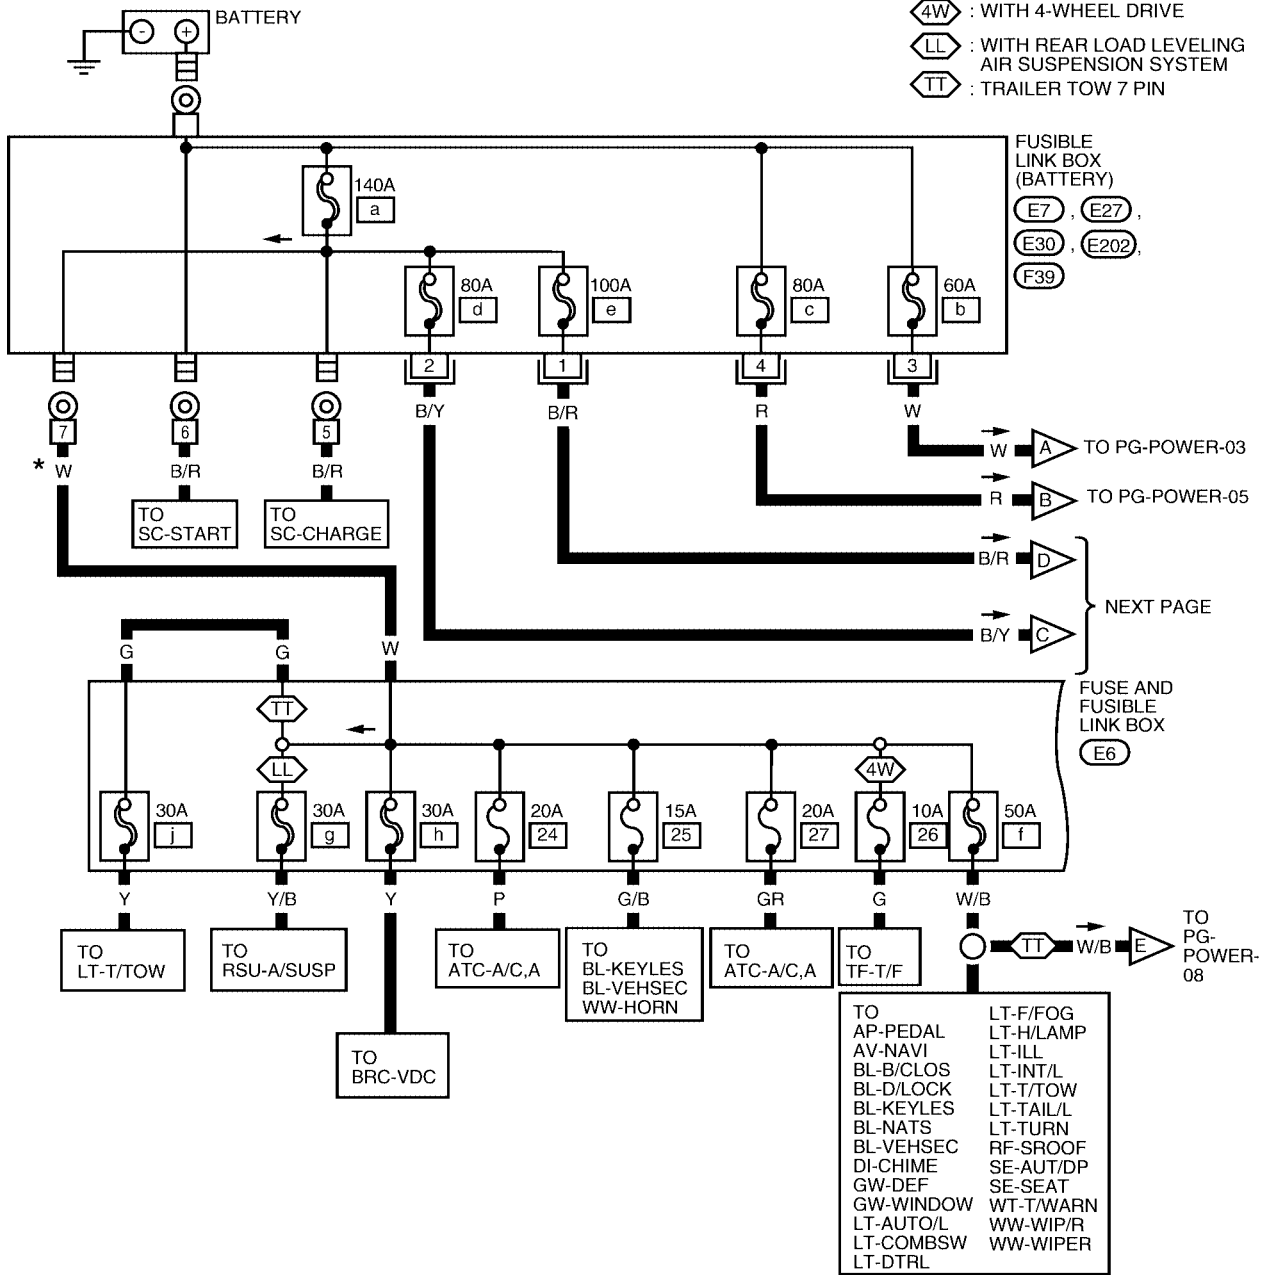 BATTERY
- +
4W : WITH 4-WHEEL DRIVE
LL : WITH REAR LOAD LEVELING
AIR SUSPENSION SYSTEM
TT : TRAILER TOW 7 PIN
FUSIBLE
LINK BOX
(BATTERY)
E7 , E27 ,
E30 , E202 ,
F39
140A
a
80A
d
100A
e
80A
c
60A
b
2 1 4 3
B/Y B/R R W
7 6 5
* W B/R B/R
TO
SC-START
TO
SC-CHARGE
W A TO PG-POWER-03
R B TO PG-POWER-05
B/R D
NEXT PAGE
B/Y C
G G W
FUSE AND
FUSIBLE
LINK BOX
E6
TT
LL
4W
30A
j
30A
g
30A
h
20A
24
15A
25
20A
27
10A
26
50A
f
Y Y/B Y P G/B GR G W/B
TO
LT-T/TOW
TO
RSU-A/SUSP
TO
BRC-VDC
TO
ATC-A/C,A
TO
BL-KEYLES
BL-VEHSEC
WW-HORN
TO
ATC-A/C,A
TO
TF-T/F
TT W/B E
TO
PG-
POWER-
08
TO
AP-PEDAL
AV-NAVI
BL-B/CLOS
BL-D/LOCK
BL-KEYLES
BL-NATS
BL-VEHSEC
DI-CHIME
GW-DEF
GW-WINDOW
LT-AUTO/L
LT-COMBSW
LT-DTRL
LT-F/FOG
LT-H/LAMP
LT-ILL
LT-INT/L
LT-T/TOW
LT-TAIL/L
LT-TURN
RF-SROOF
SE-AUT/DP
SE-SEAT
WT-T/WARN
WW-WIP/R
WW-WIPER